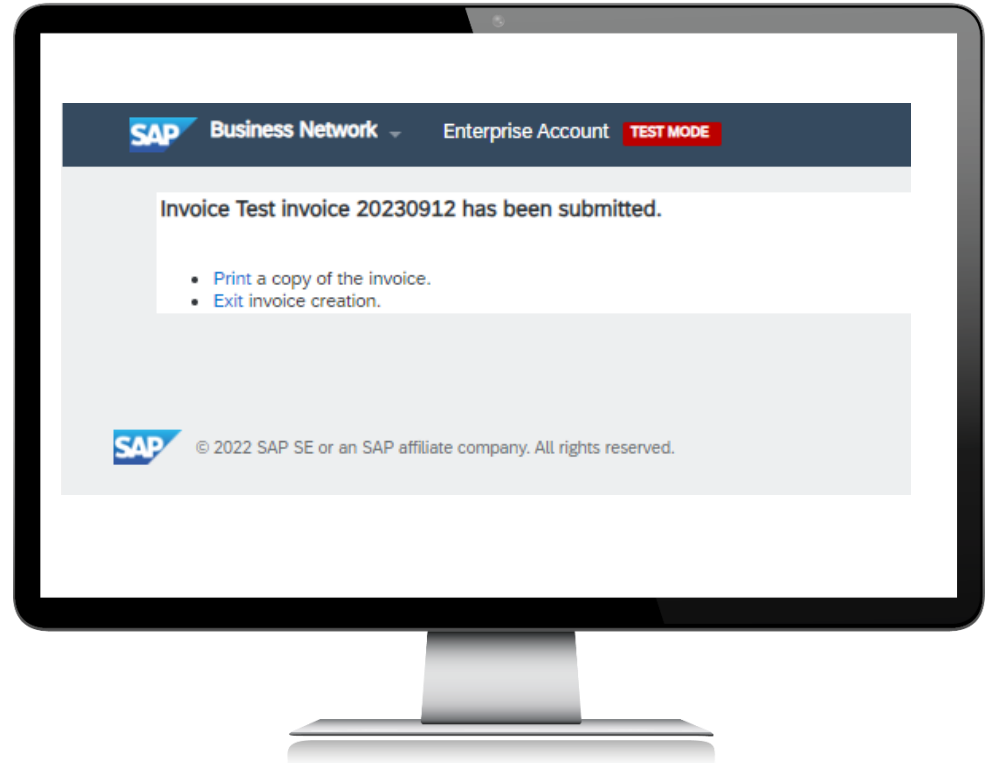 SAP Business Network Enterprise Account TEST MODE
Invoice Test invoice 20230912 has been submitted.
Print a copy of the invoice.
Exit invoice creation.
SAP © 2022 SAP SE or an SAP affiliate company. All rights reserved.